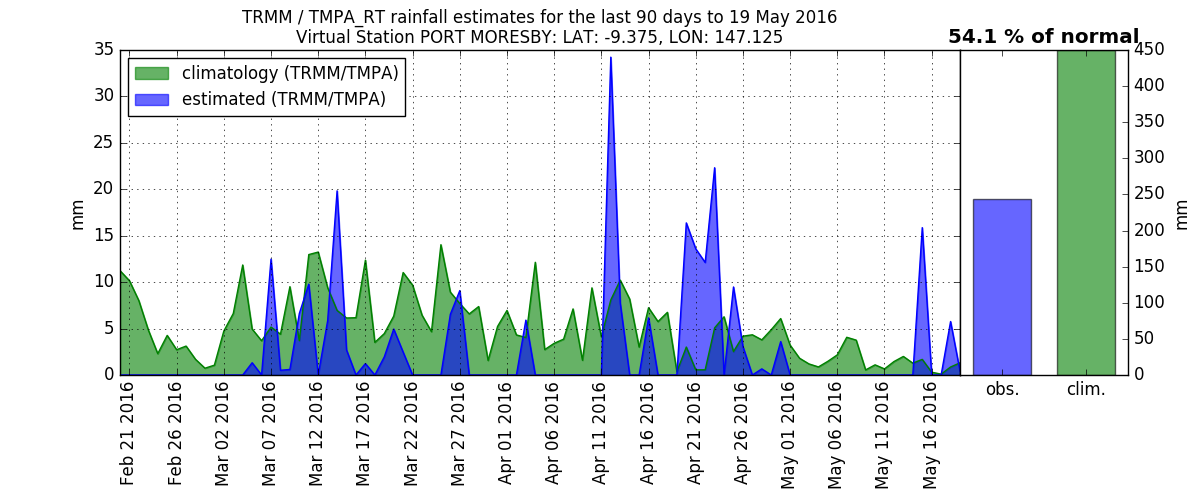 TRMM / TMPA_RT rainfall estimates for the last 90 days to 19 May 2016
Virtual Station PORT MORESBY: LAT: -9.375, LON: 147.125
54.1 % of normal
climatology (TRMM/TMPA)
estimated (TRMM/TMPA)
mm
35
30
25
20
15
10
5
0
Feb 21 2016
Feb 26 2016
Mar 02 2016
Mar 07 2016
Mar 12 2016
Mar 17 2016
Mar 22 2016
Mar 27 2016
Apr 01 2016
Apr 06 2016
Apr 11 2016
Apr 16 2016
Apr 21 2016
Apr 26 2016
May 01 2016
May 06 2016
May 11 2016
May 16 2016
obs.
clim.
450
400
350
300
250
200
150
100
50
0
mm